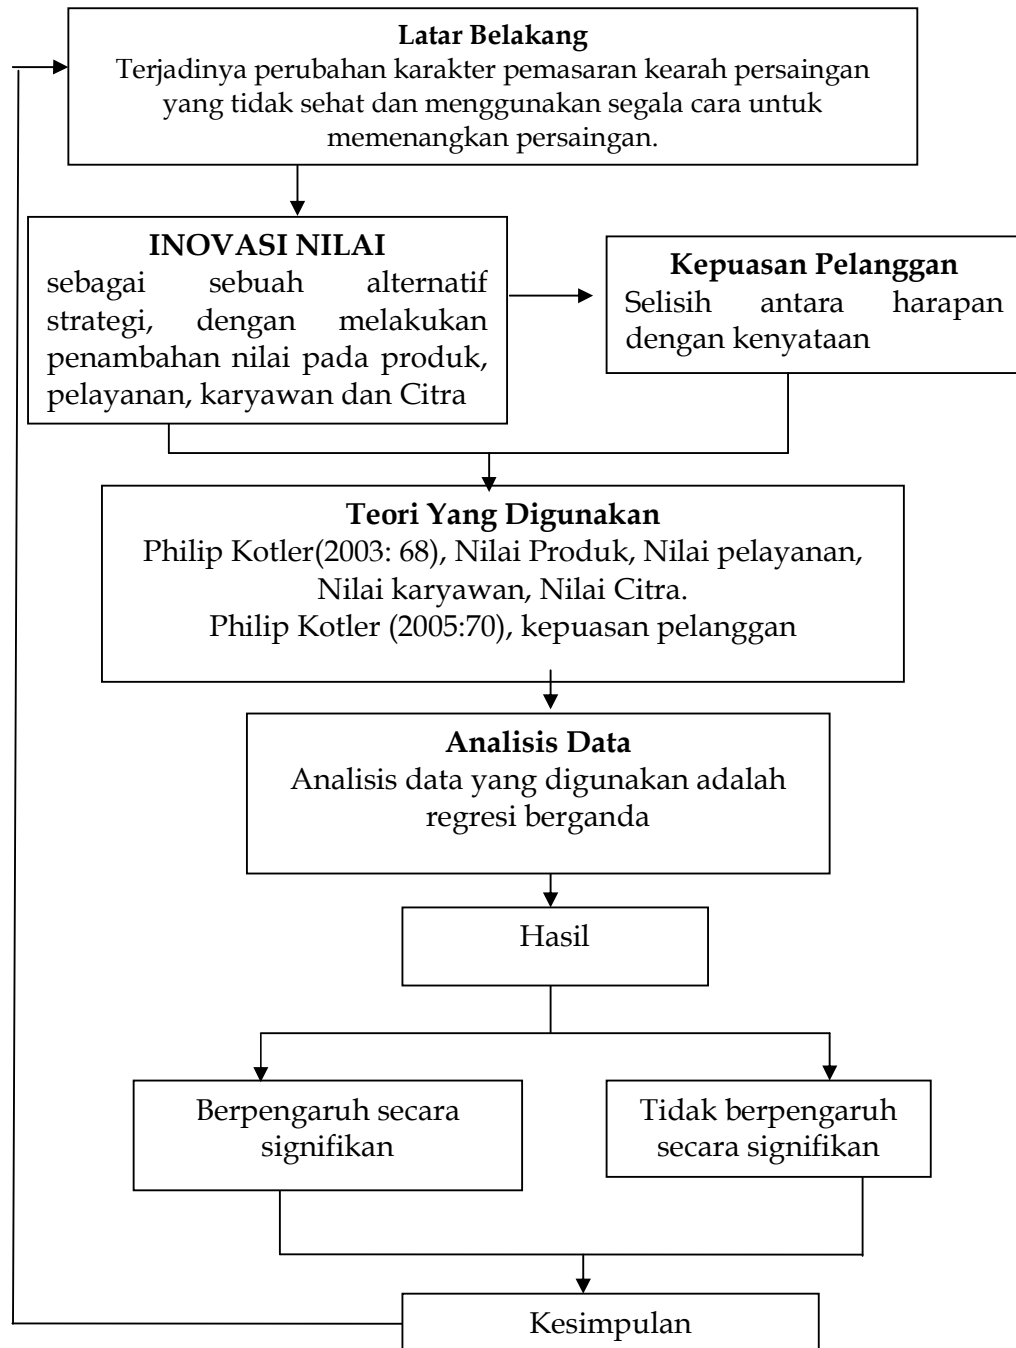 Latar Belakang
Terjadinya perubahan karakter pemasaran kearah persaingan
yang tidak sehat dan menggunakan segala cara untuk
memenangkan persaingan.
INOVASI NILAI
sebagai sebuah alternatif
strategi, dengan melakukan
penambahan nilai pada produk,
pelayanan, karyawan dan Citra
Kepuasan Pelanggan
Selisih antara harapan
dengan kenyataan
Teori Yang Digunakan
Philip Kotler(2003: 68), Nilai Produk, Nilai pelayanan,
Nilai karyawan, Nilai Citra.
Philip Kotler (2005:70), kepuasan pelanggan
Analisis Data
Analisis data yang digunakan adalah
regresi berganda
Hasil
Berpengaruh secara
signifikan
Tidak berpengaruh
secara signifikan
Kesimpulan